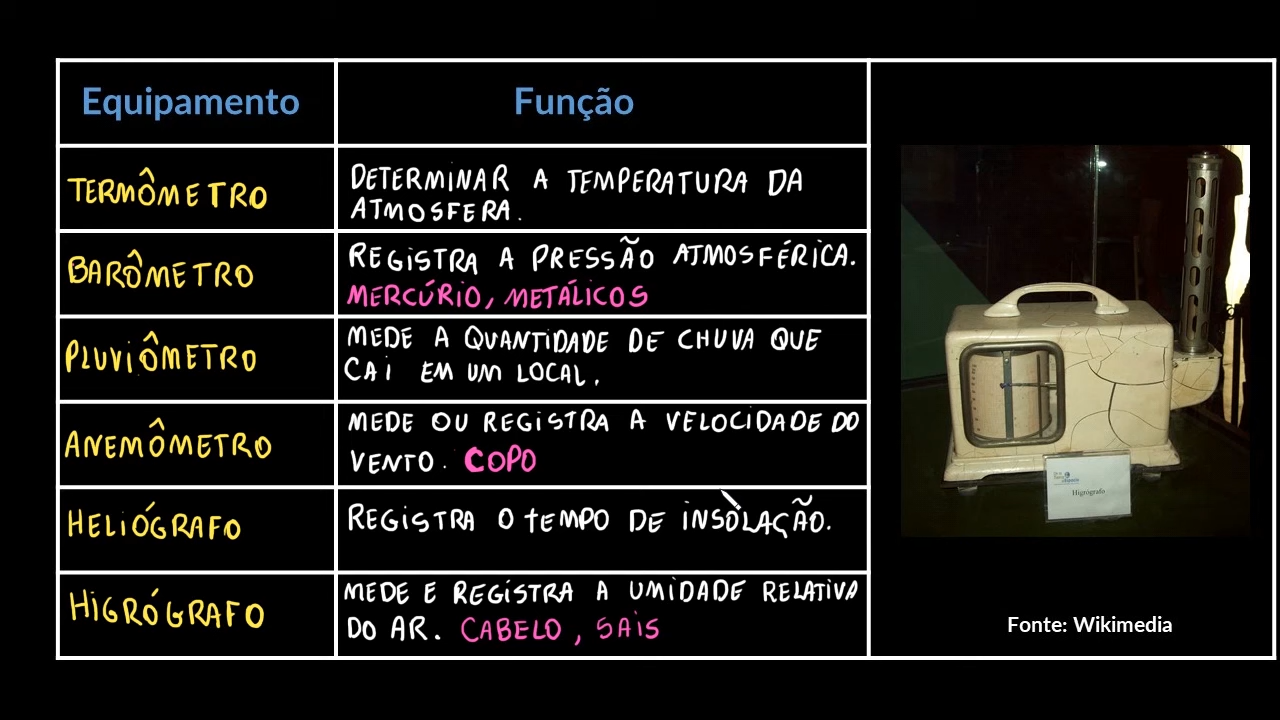 Equipamento
Função
TERMÔMETRO
DETERMINAR A TEMPERATURA DA
ATMOSFERA.
BARÔMETRO
REGISTRA A PRESSÃO ATMOSFÉRICA.
MERCÚRIO, METÁLICOS
PLUVIÔMETRO
MEDE A QUANTIDADE DE CHUVA QUE
CAI EM UM LOCAL.
ANEMÔMETRO
MEDE OU REGISTRA A VELOCIDADE DO
VENTO. COPO
HELIÓGRAFO
REGISTRA O TEMPO DE INSOLAÇÃO.
HIGRÓGRAFO
MEDE E REGISTRA A UMIDADE RELATIVA
DO AR. CABELO, SAIS
Higrógrafo
Fonte: Wikimedia